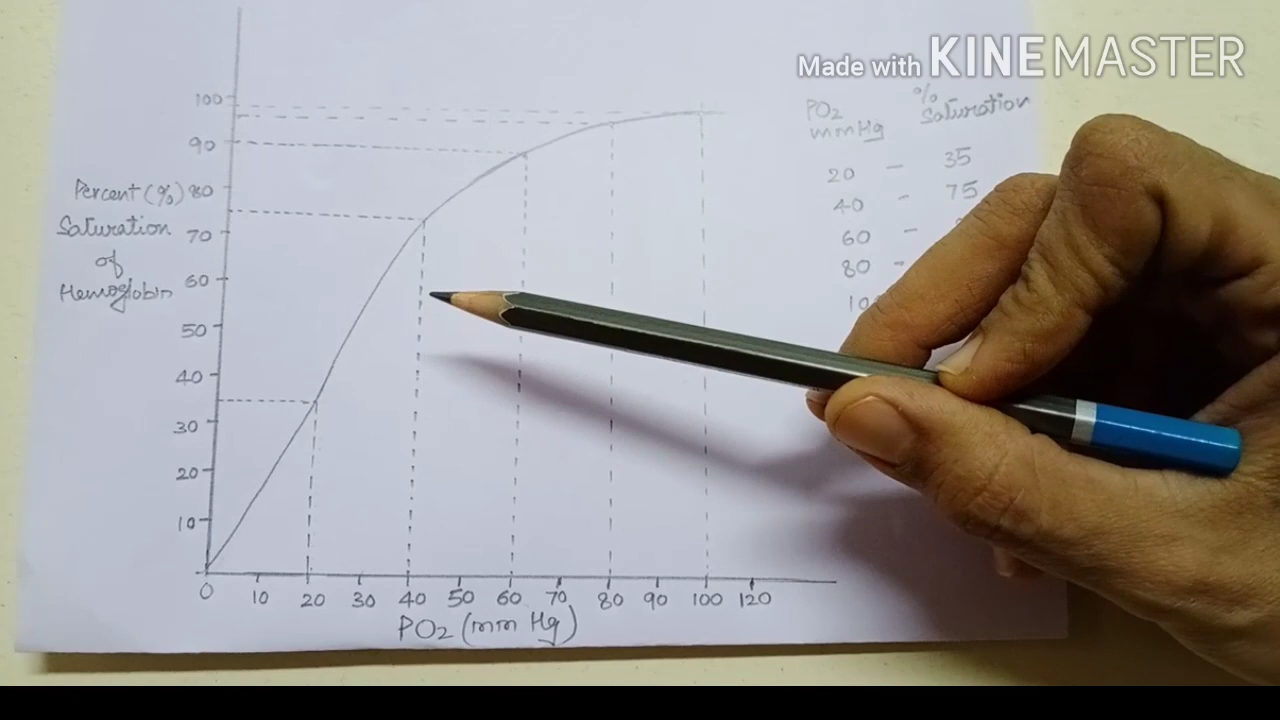 Made with KINEMASTER
PO2
mmHg
%
Saturation
20 - 35
40 - 75
60 -
80 -
10
100
90
Percent (%) 80
Saturation 70
of
Hemoglobin 60
50
40
30
20
10
0 10 20 30 40 50 60 70 80 90 100 120
PO2 (mm Hg)